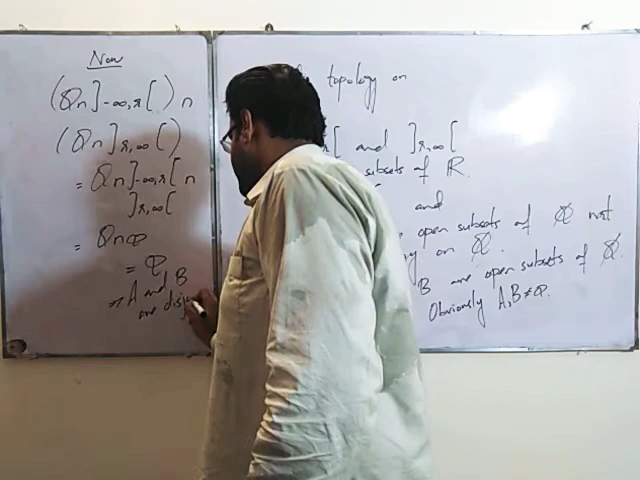 Now
(Qn]-∞,r[) n
(Qn]r,∞[)
= Qn]-∞,r[ n
]r,∞[
= QnΦ
= Φ
⇒ A and B
are disj
topology on
[ and ]r,∞[
subsets of R.
and
open subsets of Q not
on Q.
B are open subsets of Q.
Obviously A,B≠Φ.